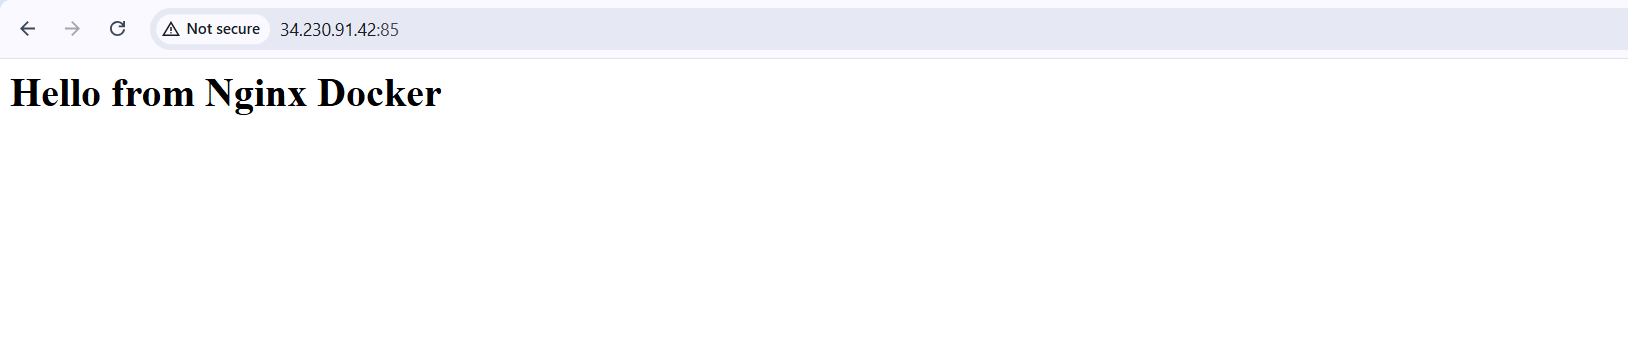 Not secure 34.230.91.42:85
Hello from Nginx Docker